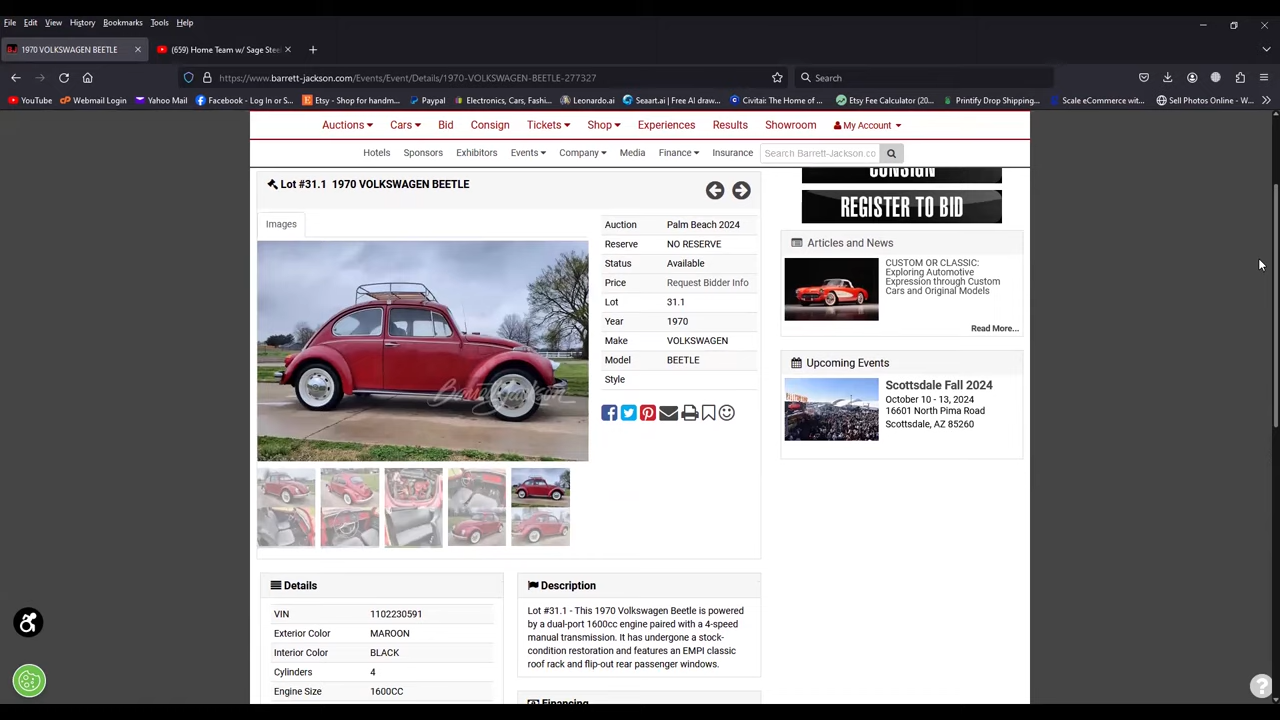 File Edit View History Bookmarks Tools Help
1970 VOLKSWAGEN BEETLE
(659) Home Team w/ Sage Stee
https://www.barrett-jackson.com/Events/Event/Details/1970-VOLKSWAGEN-BEETLE-277327
Search
YouTube Webmail Login Yahoo Mail Facebook - Log In or S... Etsy - Shop for handm... Paypal Electronics, Cars, Fashi... Leonardo.ai Seaart.ai | Free AI draw... Civitai: The Home of ... Etsy Fee Calculator (20... Printify Drop Shipping... Scale eCommerce wit... Sell Photos Online - W...
Auctions Cars Bid Consign Tickets Shop Experiences Results Showroom My Account
Hotels Sponsors Exhibitors Events Company Media Finance Insurance Search Barrett-Jackson.co
Lot #31.1 1970 VOLKSWAGEN BEETLE
CONSIGN
REGISTER TO BID
Images
Barrett-Jackson
Auction Palm Beach 2024
Reserve NO RESERVE
Status Available
Price Request Bidder Info
Lot 31.1
Year 1970
Make VOLKSWAGEN
Model BEETLE
Style
Articles and News
CUSTOM OR CLASSIC:
Exploring Automotive
Expression through Custom
Cars and Original Models
Read More...
Upcoming Events
Scottsdale Fall 2024
October 10 - 13, 2024
16601 North Pima Road
Scottsdale, AZ 85260
Details
VIN 1102230591
Exterior Color MAROON
Interior Color BLACK
Cylinders 4
Engine Size 1600CC
Description
Lot #31.1 - This 1970 Volkswagen Beetle is powered
by a dual-port 1600cc engine paired with a 4-speed
manual transmission. It has undergone a stock-
condition restoration and features an EMPI classic
roof rack and flip-out rear passenger windows.
Financing